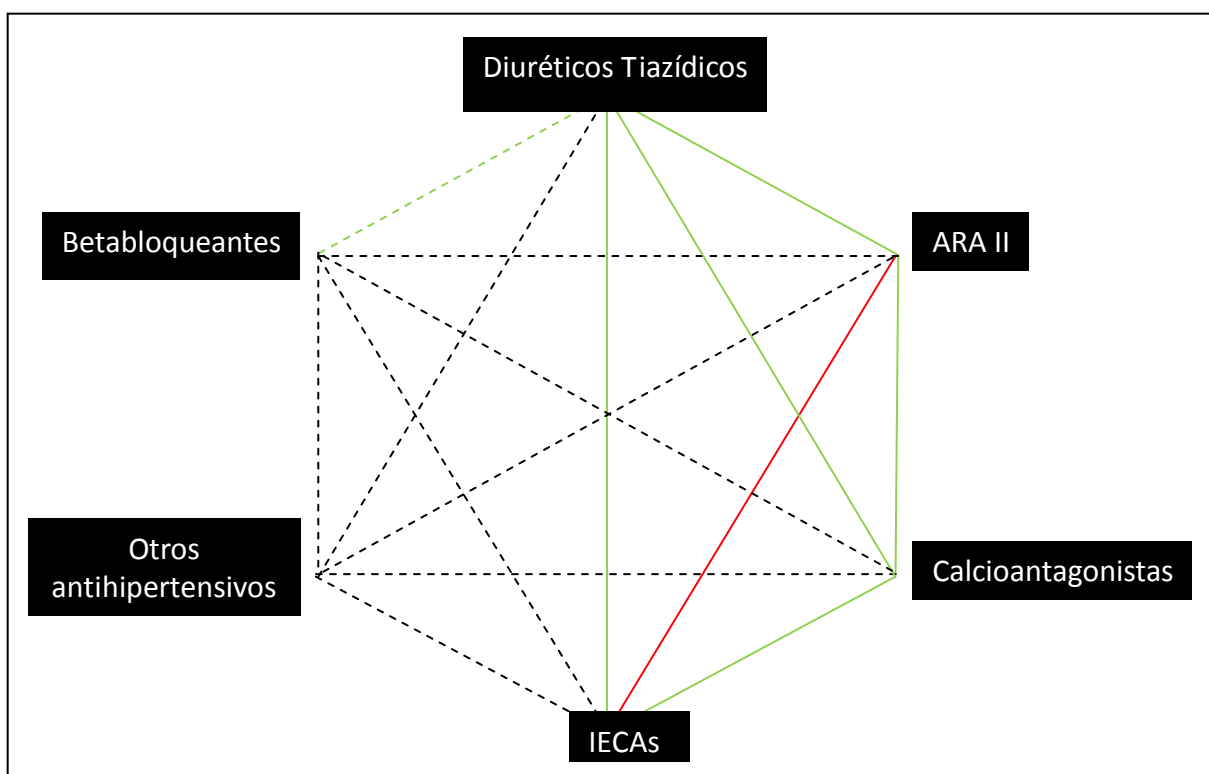 Diuréticos Tiazídicos
Betabloqueantes
ARA II
Otros
antihipertensivos
Calcioantagonistas
IECAs